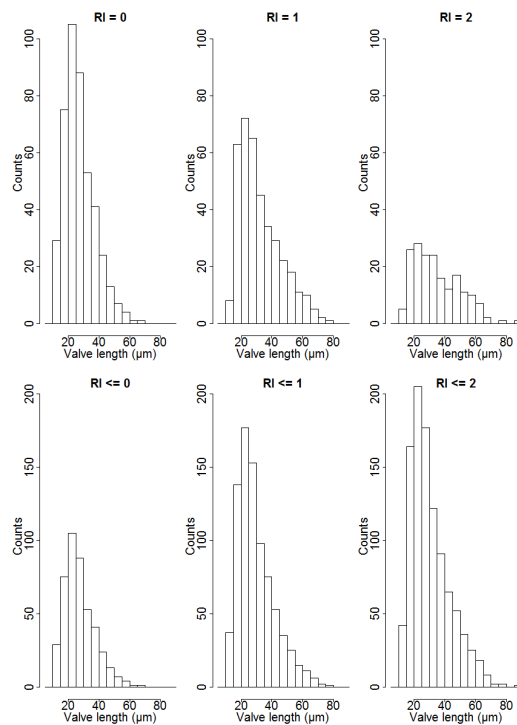 RI = 0
RI = 1
RI = 2
Counts
0 20 40 60 80 100
Counts
0 20 40 60 80 100
Counts
0 20 40 60 80 100
20 40 60 80
20 40 60 80
20 40 60 80
Valve length (µm)
Valve length (µm)
Valve length (µm)
RI <= 0
RI <= 1
RI <= 2
Counts
0 50 100 150 200
Counts
0 50 100 150 200
Counts
0 50 100 150 200
20 40 60 80
20 40 60 80
20 40 60 80
Valve length (µm)
Valve length (µm)
Valve length (µm)